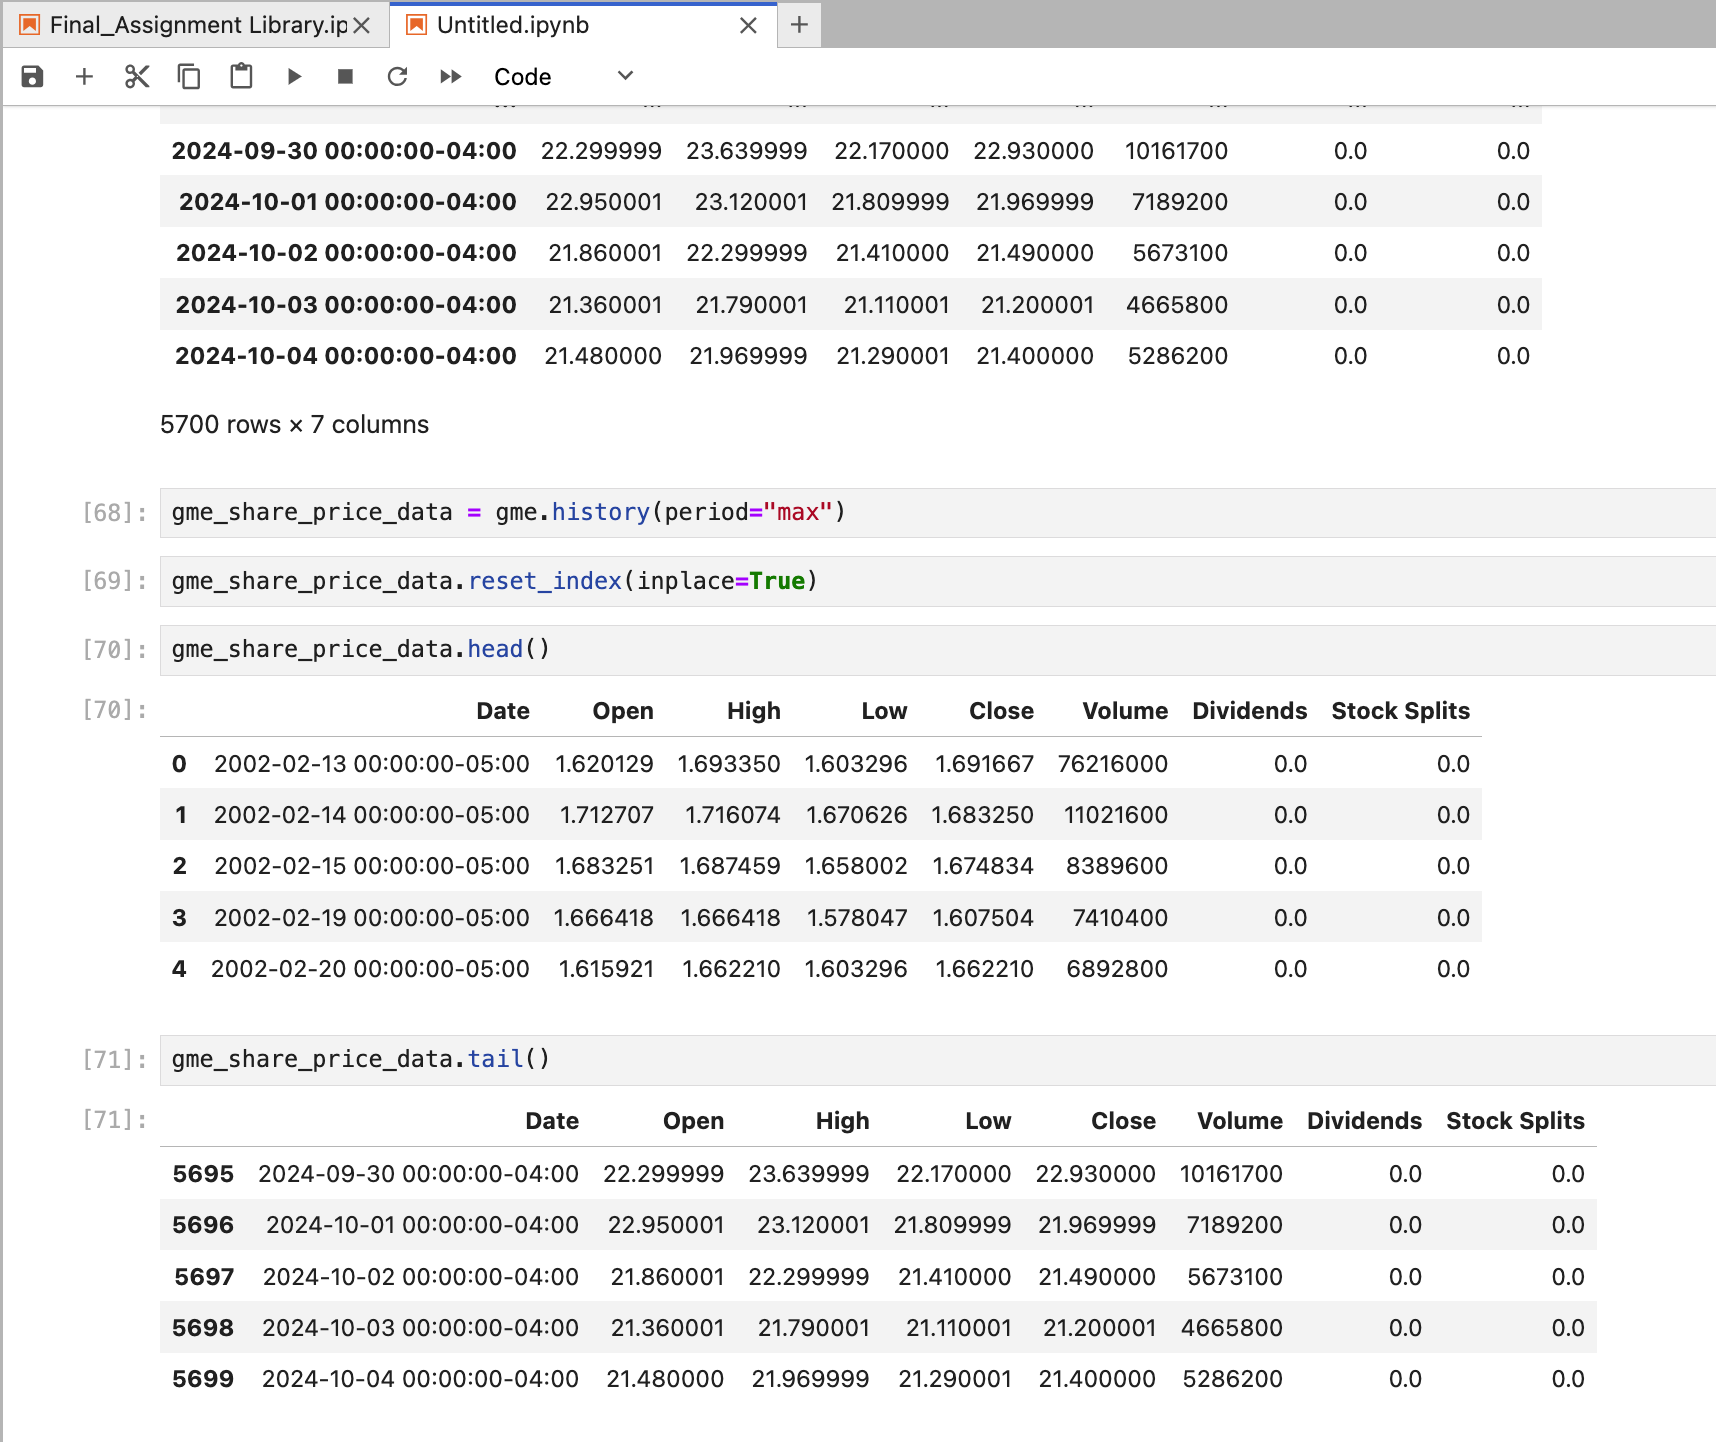 Final_Assignment Library.ip
Untitled.ipynb
Code
... ... ... ... ... ... ... ...
2024-09-30 00:00:00-04:00 22.299999 23.639999 22.170000 22.930000 10161700 0.0 0.0
2024-10-01 00:00:00-04:00 22.950001 23.120001 21.809999 21.969999 7189200 0.0 0.0
2024-10-02 00:00:00-04:00 21.860001 22.299999 21.410000 21.490000 5673100 0.0 0.0
2024-10-03 00:00:00-04:00 21.360001 21.790001 21.110001 21.200001 4665800 0.0 0.0
2024-10-04 00:00:00-04:00 21.480000 21.969999 21.290001 21.400000 5286200 0.0 0.0
5700 rows × 7 columns
[68]: gme_share_price_data = gme.history(period="max")
[69]: gme_share_price_data.reset_index(inplace=True)
[70]: gme_share_price_data.head()
[70]: Date Open High Low Close Volume Dividends Stock Splits
0 2002-02-13 00:00:00-05:00 1.620129 1.693350 1.603296 1.691667 76216000 0.0 0.0
1 2002-02-14 00:00:00-05:00 1.712707 1.716074 1.670626 1.683250 11021600 0.0 0.0
2 2002-02-15 00:00:00-05:00 1.683251 1.687459 1.658002 1.674834 8389600 0.0 0.0
3 2002-02-19 00:00:00-05:00 1.666418 1.666418 1.578047 1.607504 7410400 0.0 0.0
4 2002-02-20 00:00:00-05:00 1.615921 1.662210 1.603296 1.662210 6892800 0.0 0.0
[71]: gme_share_price_data.tail()
[71]: Date Open High Low Close Volume Dividends Stock Splits
5695 2024-09-30 00:00:00-04:00 22.299999 23.639999 22.170000 22.930000 10161700 0.0 0.0
5696 2024-10-01 00:00:00-04:00 22.950001 23.120001 21.809999 21.969999 7189200 0.0 0.0
5697 2024-10-02 00:00:00-04:00 21.860001 22.299999 21.410000 21.490000 5673100 0.0 0.0
5698 2024-10-03 00:00:00-04:00 21.360001 21.790001 21.110001 21.200001 4665800 0.0 0.0
5699 2024-10-04 00:00:00-04:00 21.480000 21.969999 21.290001 21.400000 5286200 0.0 0.0